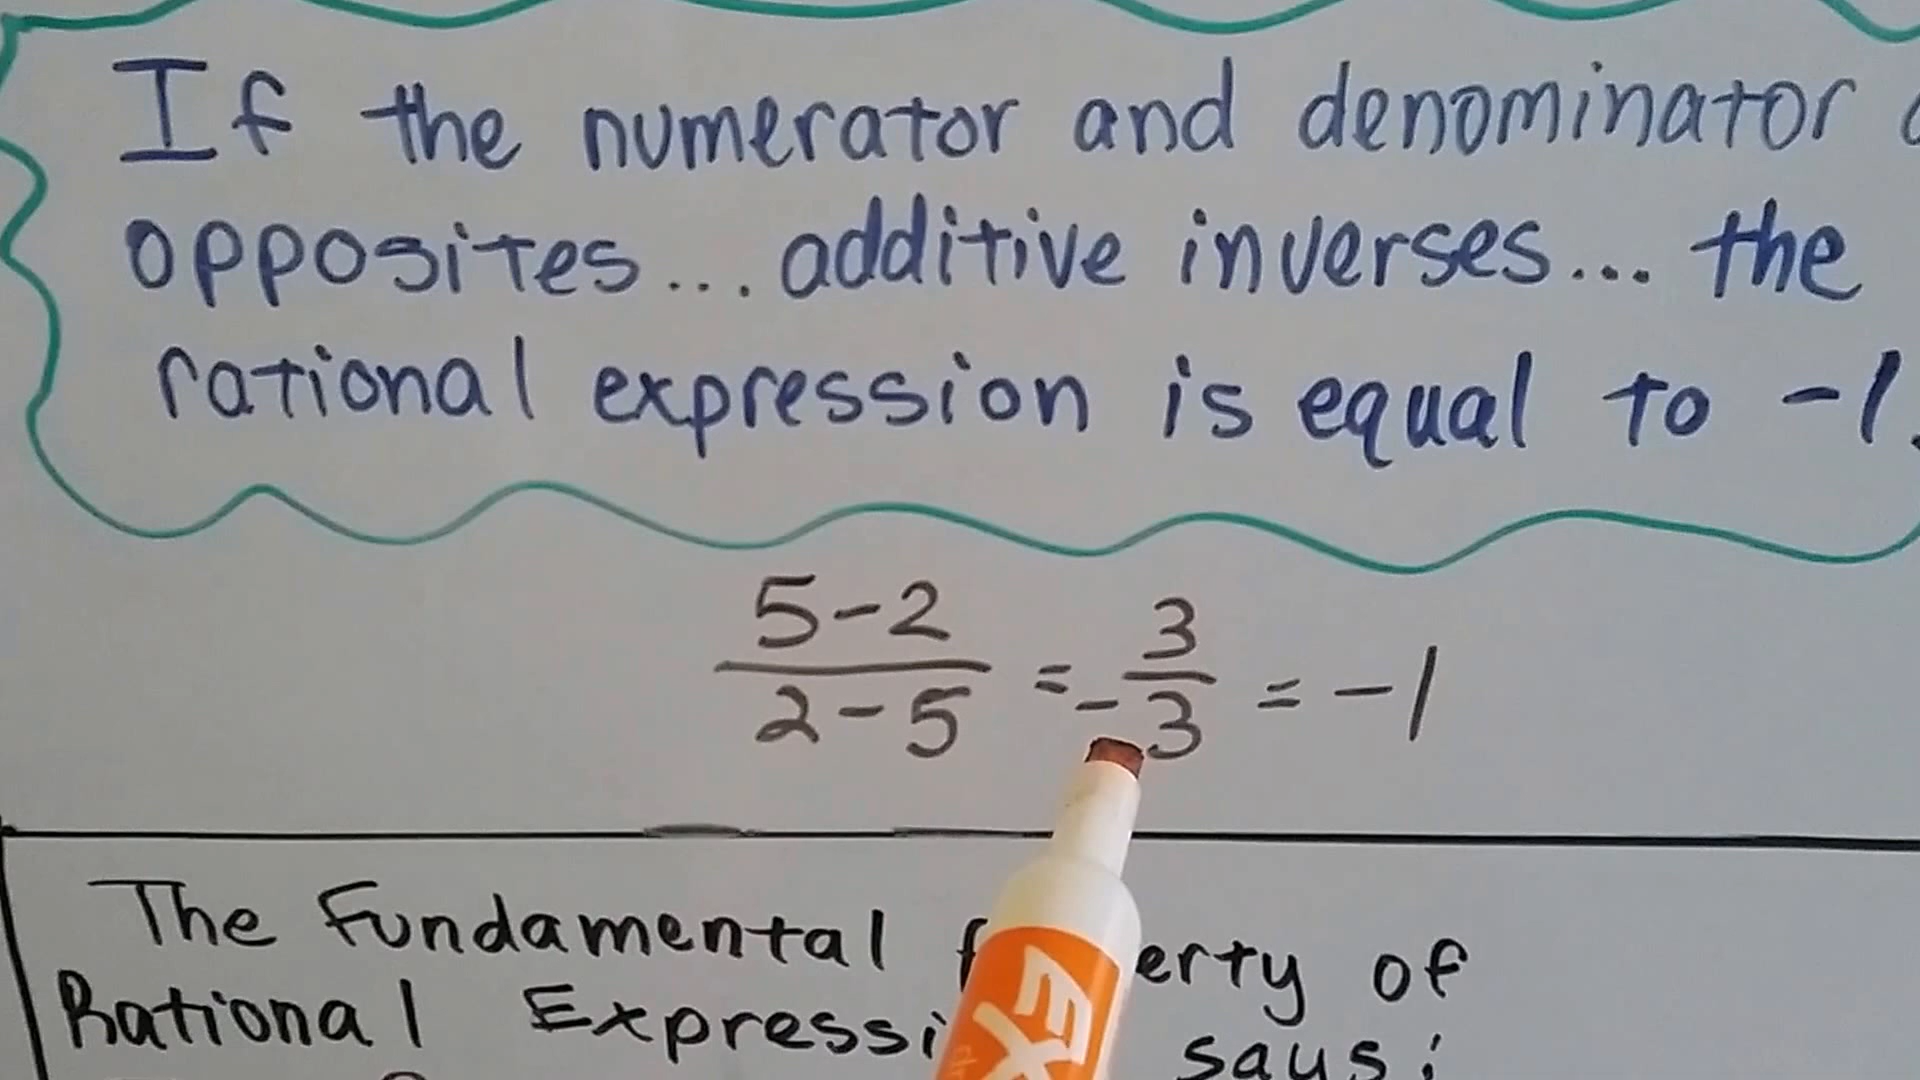 If the numerator and denominator
opposites... additive inverses... the
rational expression is equal to -1.
5-2
2-5
=
3
-3
= -1
The Fundamental
erty of
Rational Expressi
says:
EX